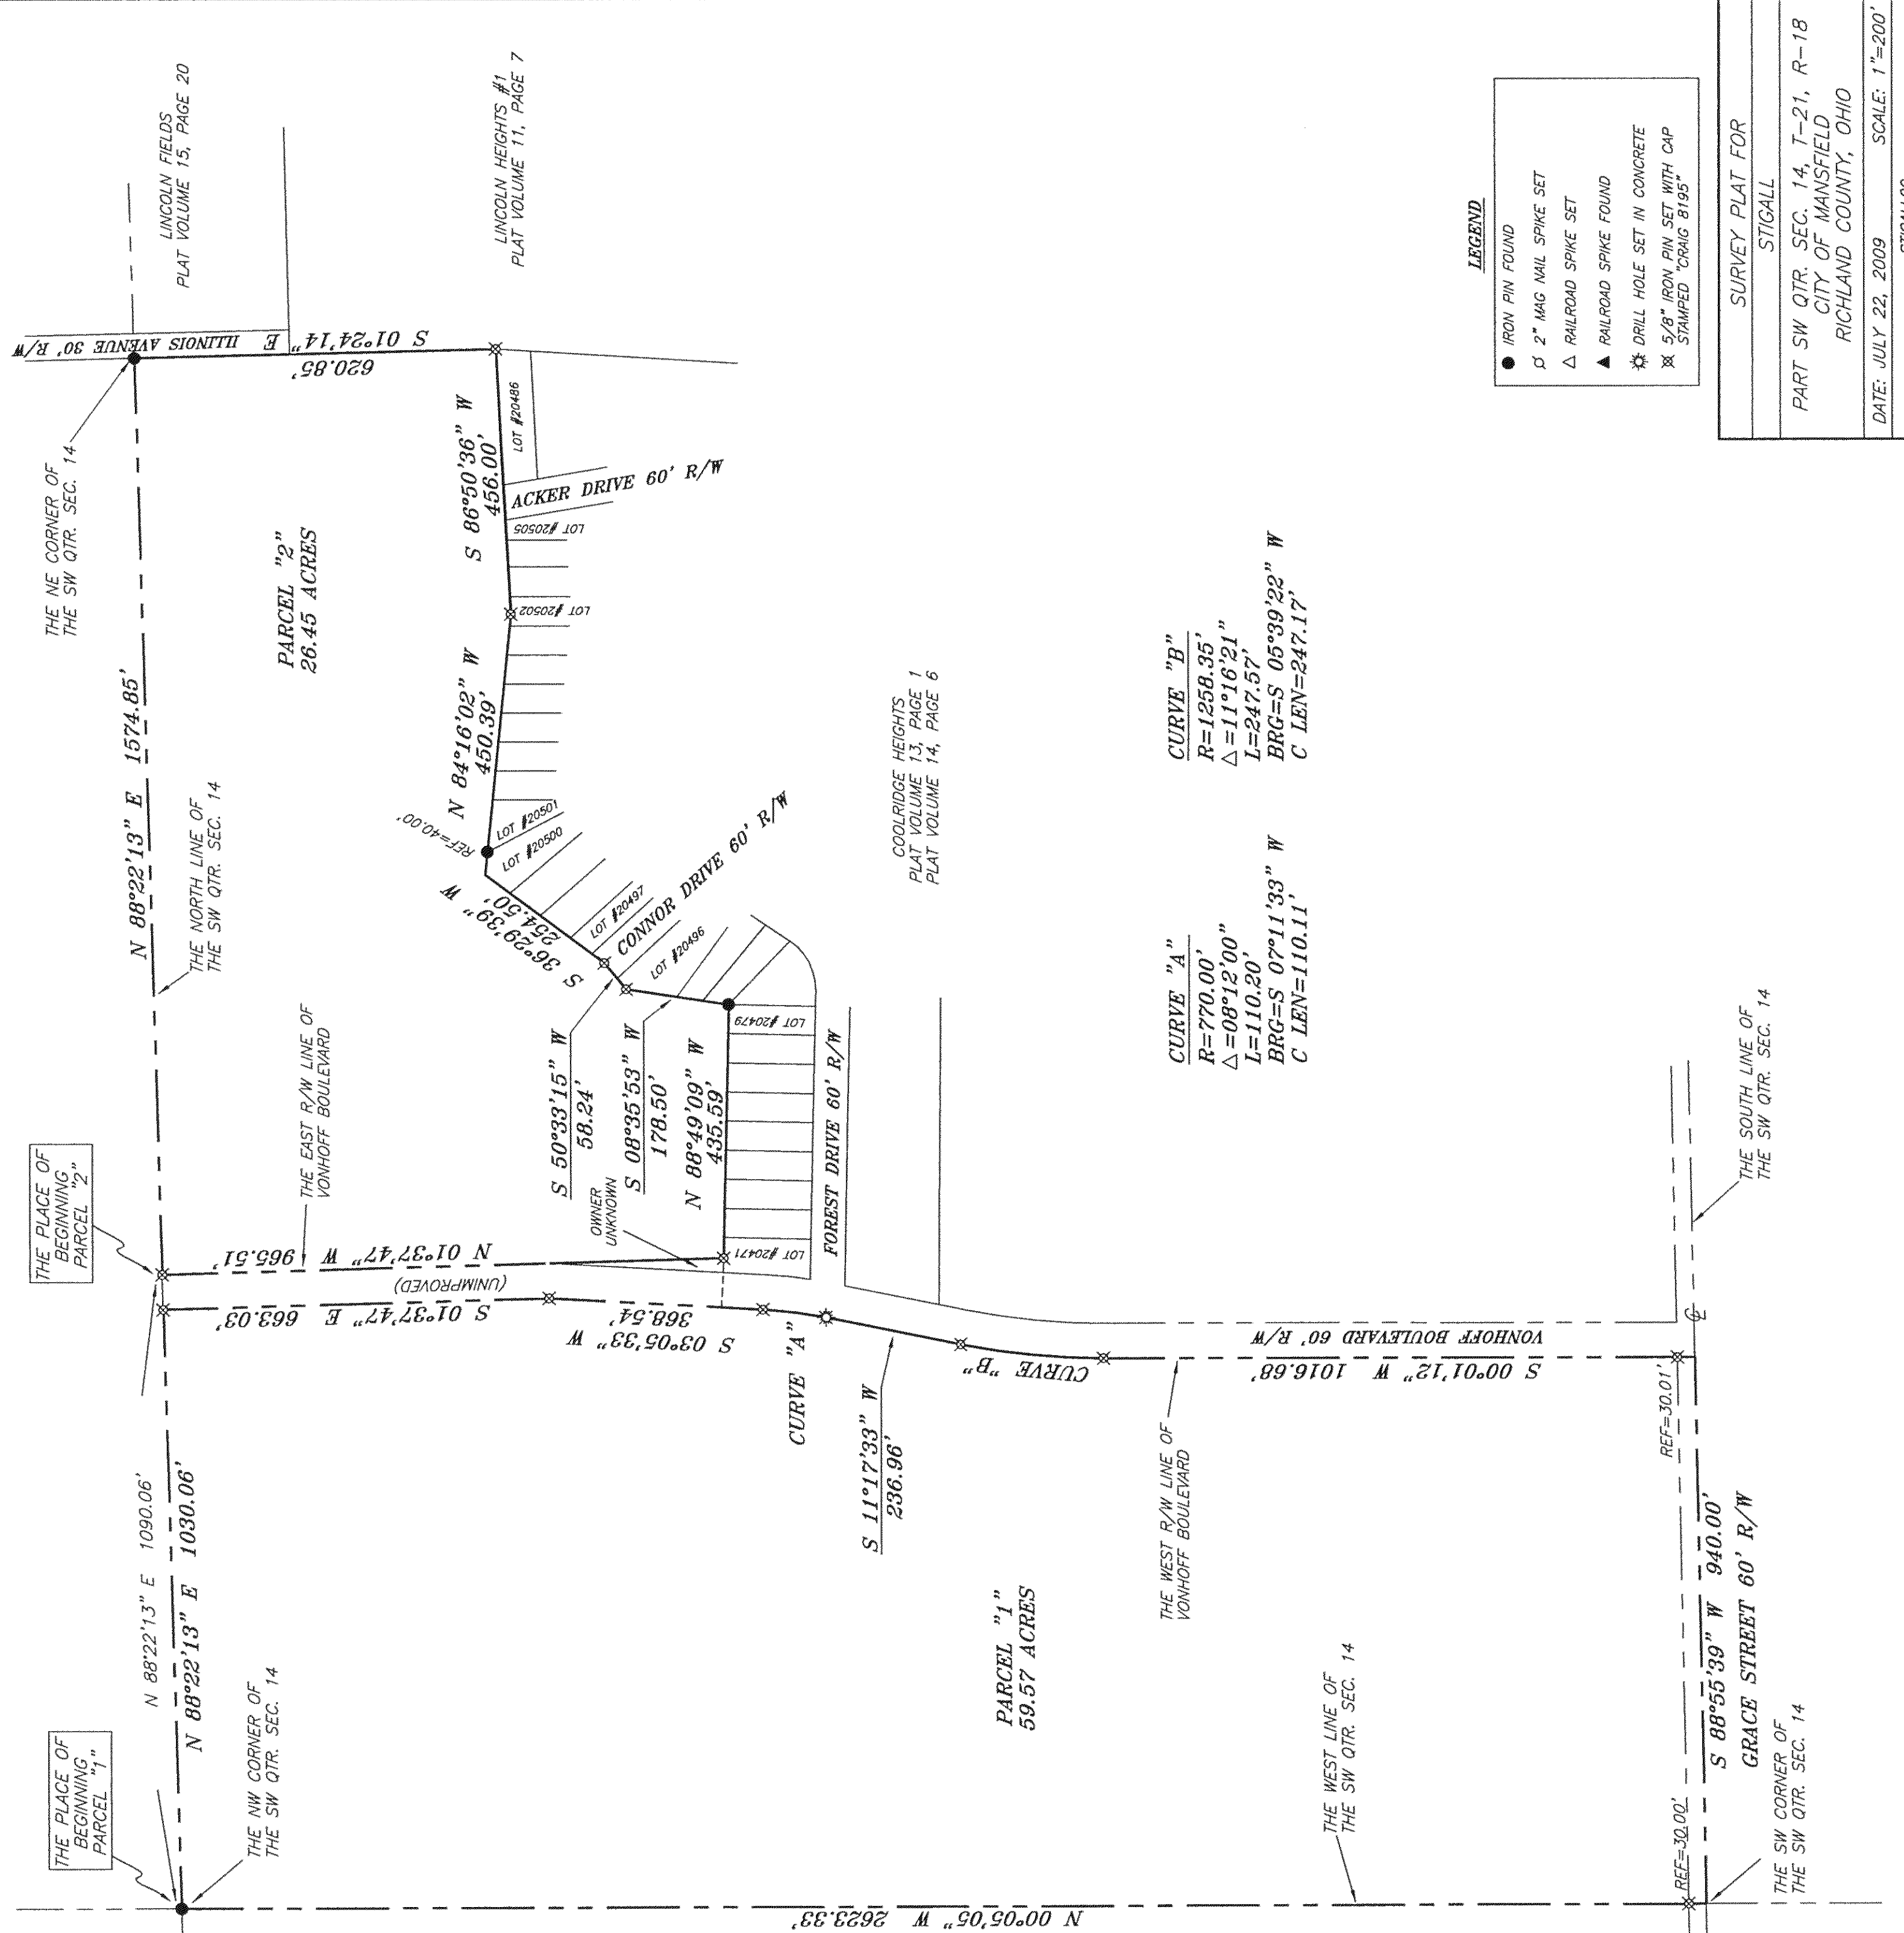 THE PLACE OF
BEGINNING
PARCEL "1"
N 88°22'13" E 1090.06'
N 88°22'13" E 1030.06'
THE NW CORNER OF
THE SW QTR. SEC. 14
THE PLACE OF
BEGINNING
PARCEL "2"
N 88°22'13" E 1574.85'
THE NORTH LINE OF
THE SW QTR. SEC. 14
THE NE CORNER OF
THE SW QTR. SEC. 14
LINCOLN FIELDS
PLAT VOLUME 15, PAGE 20
ILLINOIS AVENUE 30' R/W
S 01°24'14" E
620.85'
LINCOLN HEIGHTS #1
PLAT VOLUME 11, PAGE 7
PARCEL "2"
26.45 ACRES
S 86°50'36" W
456.00'
LOT #20486
ACKER DRIVE 60' R/W
LOT #20505
LOT #20502
N 84°16'02" W
450.39'
REF=40.00'
LOT #20501
LOT #20500
S 36°29'39" W
254.50'
LOT #20497
CONNOR DRIVE 60' R/W
LOT #20496
S 50°33'15" W
58.24'
S 08°35'53" W
178.50'
N 88°49'09" W
435.59'
LOT #20479
LOT #20471
FOREST DRIVE 60' R/W
OWNER
UNKNOWN
THE EAST R/W LINE OF
VONHOFF BOULEVARD
N 01°37'47" W 965.51'
(UNIMPROVED)
S 01°37'47" E 663.03'
S 03°05'33" W
368.54'
CURVE "A"
S 11°17'33" W
236.96'
CURVE "B"
VONHOFF BOULEVARD 60' R/W
S 00°01'12" W 1016.68'
THE WEST R/W LINE OF
VONHOFF BOULEVARD
COOLRIDGE HEIGHTS
PLAT VOLUME 13, PAGE 1
PLAT VOLUME 14, PAGE 6
PARCEL "1"
59.57 ACRES
CURVE "A"
R=770.00'
△=08°12'00"
L=110.20'
BRG=S 07°11'33" W
C LEN=110.11'
CURVE "B"
R=1258.35'
△=11°16'21"
L=247.57'
BRG=S 05°39'22" W
C LEN=247.17'
THE WEST LINE OF
THE SW QTR. SEC. 14
N 00°05'05" W 2623.33'
REF=30.00'
REF=30.01'
S 88°55'39" W 940.00'
GRACE STREET 60' R/W
THE SW CORNER OF
THE SW QTR. SEC. 14
THE SOUTH LINE OF
THE SW QTR. SEC. 14
LEGEND
IRON PIN FOUND
2" MAG NAIL SPIKE SET
RAILROAD SPIKE SET
RAILROAD SPIKE FOUND
DRILL HOLE SET IN CONCRETE
5/8" IRON PIN SET WITH CAP
STAMPED "CRAIG 8195"
SURVEY PLAT FOR
STIGALL
PART SW QTR. SEC. 14, T-21, R-18
CITY OF MANSFIELD
RICHLAND COUNTY, OHIO
DATE: JULY 22, 2009 SCALE: 1"=200'